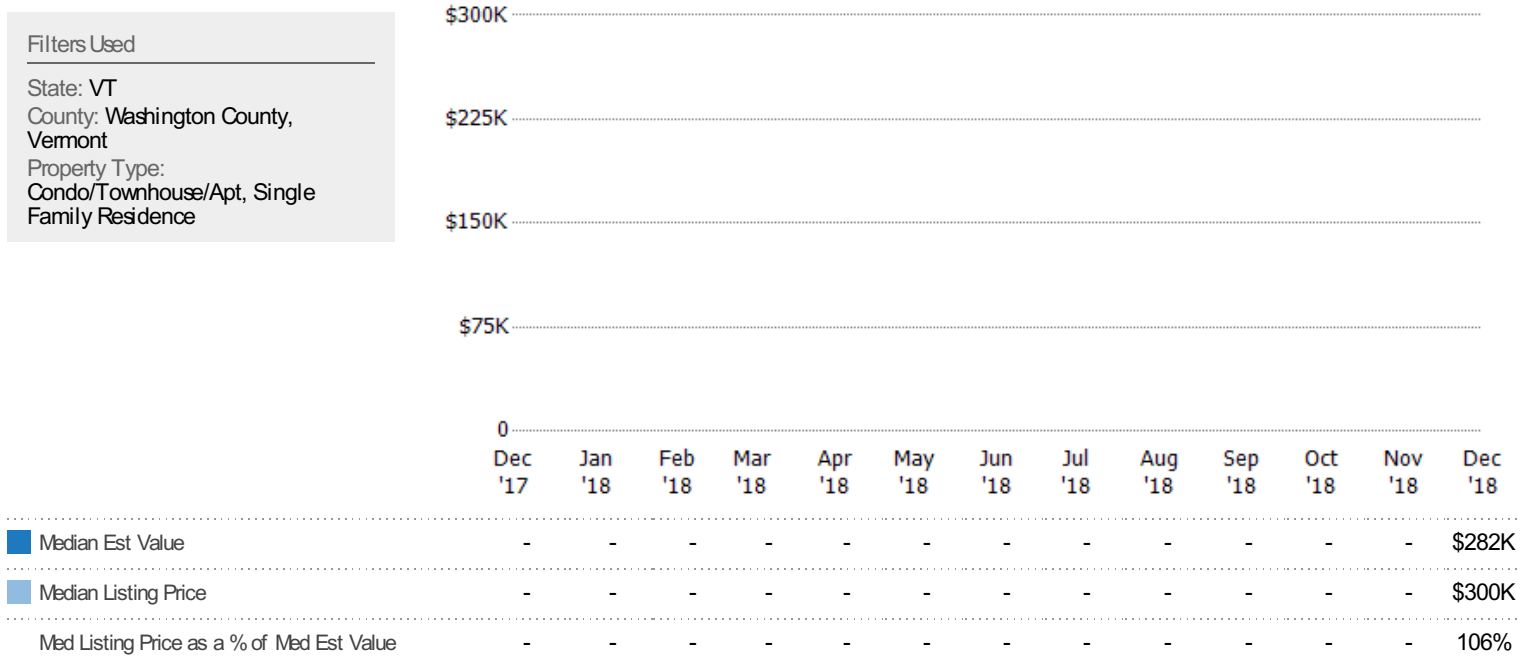 Filters Used
State: VT
County: Washington County,
Vermont
Property Type:
Condo/Townhouse/Apt, Single
Family Residence
$300K
$225K
$150K
$75K
0
Dec Jan Feb Mar Apr May Jun Jul Aug Sep Oct Nov Dec
'17 '18 '18 '18 '18 '18 '18 '18 '18 '18 '18 '18 '18
Median Est Value - - - - - - - - - - - - $282K
Median Listing Price - - - - - - - - - - - - $300K
Med Listing Price as a % of Med Est Value - - - - - - - - - - - - 106%